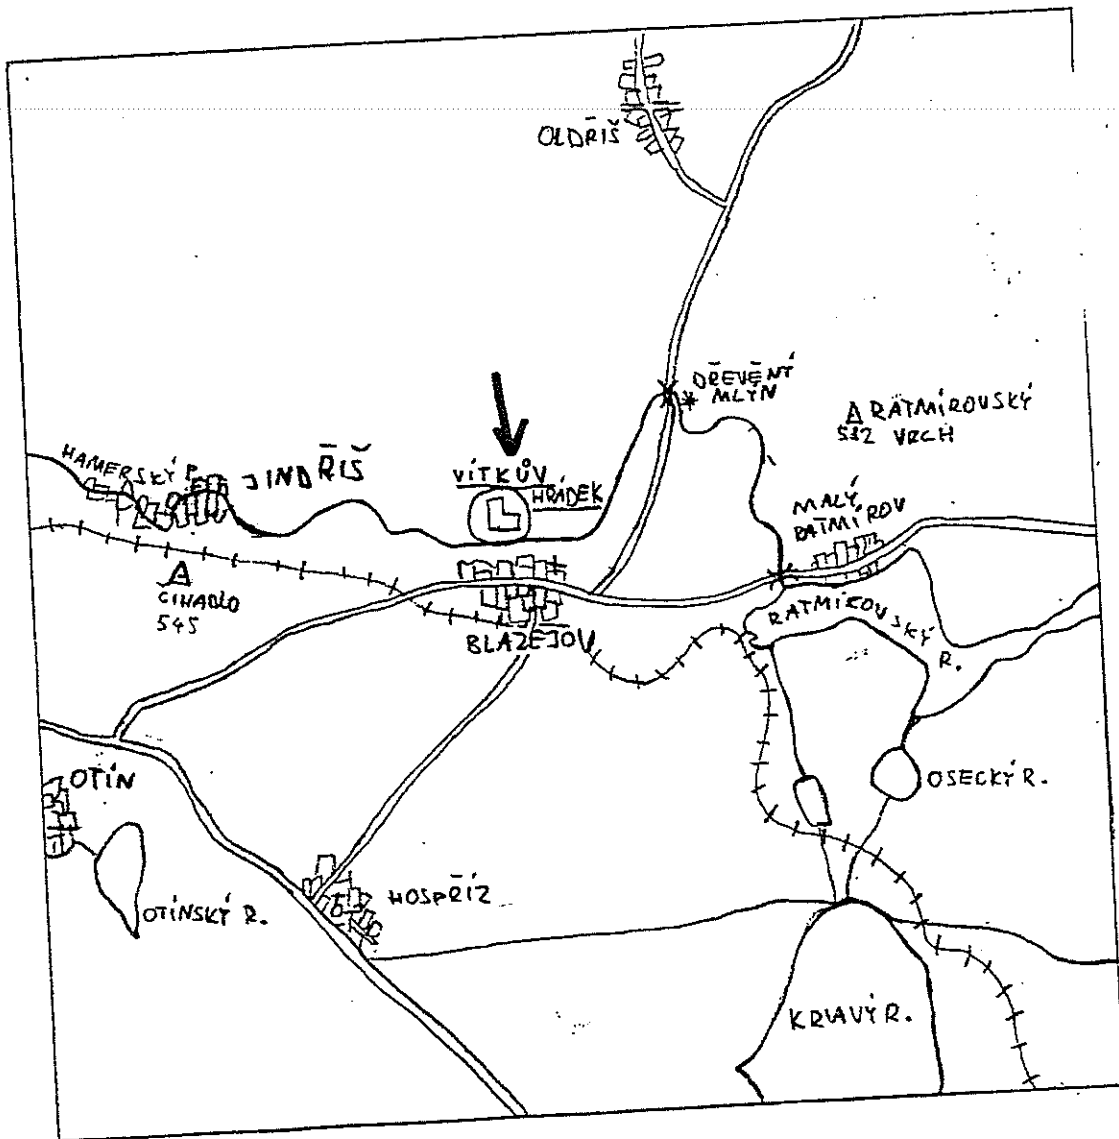 OLDŘIŠ
DŘEVĚNÝ
MLÝN
RATMÍROVSKÝ
532 VRCH
HAMERSKÝ P.
JINDŘIŠ
VÍTKŮV
HRÁDEK
MALÝ
RATMÍROV
ČIHADLO
545
BLAŽEJOV
RATMÍROVSKÝ
R.
OTÍN
OSECKÝ R.
OTÍNSKÝ R.
HOSPŘÍZ
KRVAVÝ R.